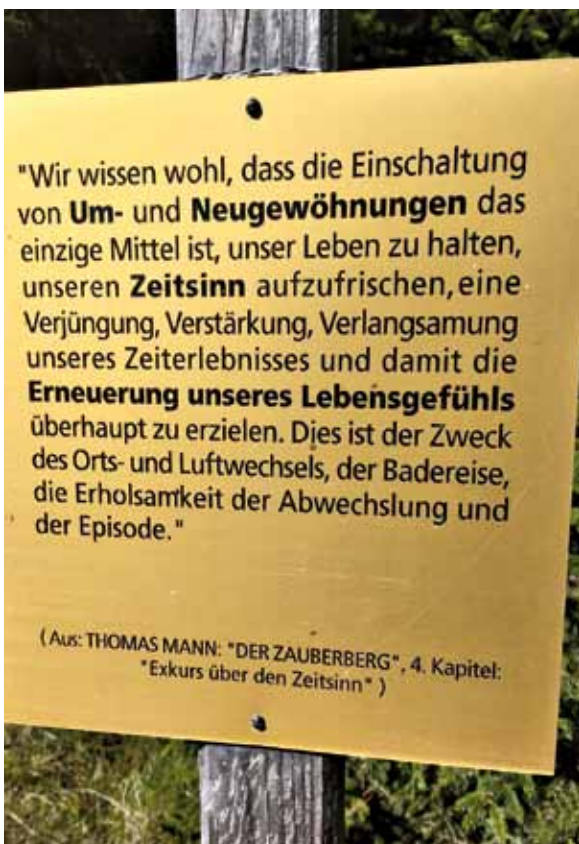 "Wir wissen wohl, dass die Einschaltung
von Um- und Neugewöhnungen das
einzige Mittel ist, unser Leben zu halten,
unseren Zeitsinn aufzufrischen, eine
Verjüngung, Verstärkung, Verlangsamung
unseres Zeiterlebnisses und damit die
Erneuerung unseres Lebensgefühls
überhaupt zu erzielen. Dies ist der Zweck
des Orts- und Luftwechsels, der Badereise,
die Erholsamkeit der Abwechslung und
der Episode."
(Aus: THOMAS MANN: "DER ZAUBERBERG", 4. Kapitel:
"Exkurs über den Zeitsinn" )